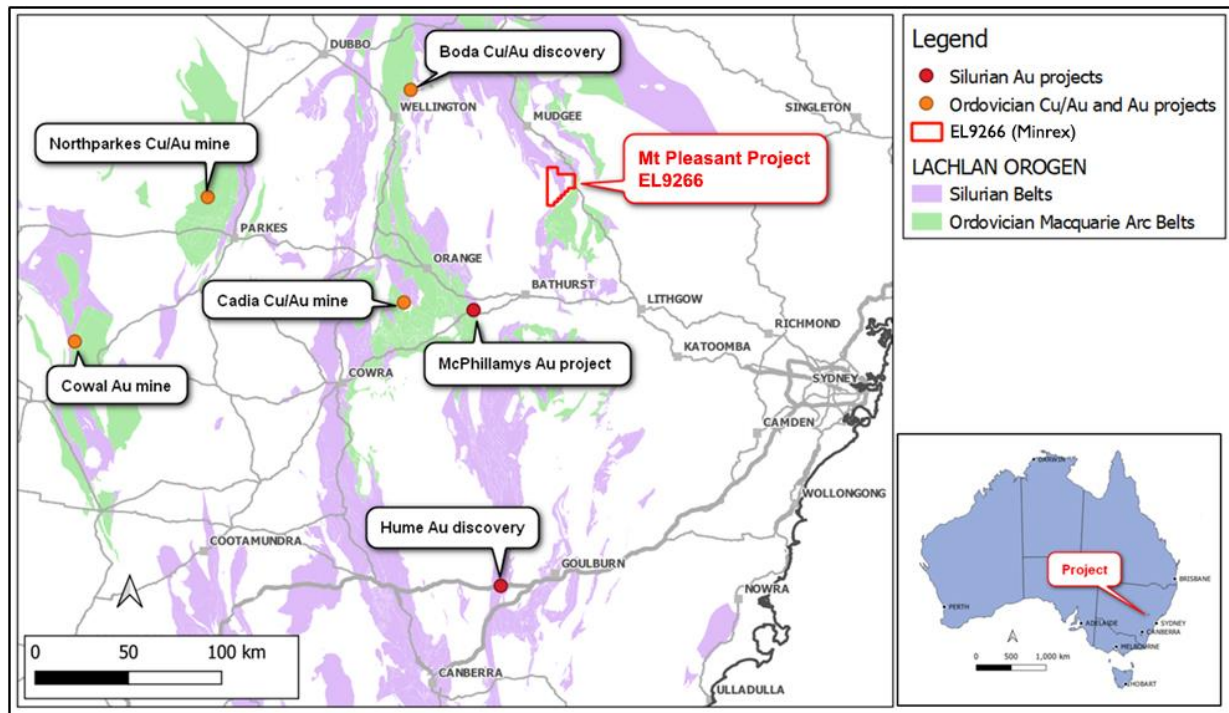 DUBBO
Boda Cu/Au discovery
WELLINGTON
SINGLETON
MUDGEE
Northparkes Cu/Au mine
Mt Pleasant Project
EL9266
PARKES
ORANGE
BATHURST
Cadia Cu/Au mine
LITHGOW
RICHMOND
KATOOMBA
McPhillamys Au project
Cowal Au mine
COWRA
SYDNEY
CAMDEN
WOLLONGONG
Hume Au discovery
COOTAMUNDRA
GOULBURN
NOWRA
0 50 100 km
CANBERRA
ULLADULLA
Legend
Silurian Au projects
Ordovician Cu/Au and Au projects
EL9266 (Minrex)
LACHLAN OROGEN
Silurian Belts
Ordovician Macquarie Arc Belts
DARWIN
Project
BRISBANE
PERTH
ADELAIDE
SYDNEY
CANBERRA
MELBOURNE
0 500 1,000 km
HOBART